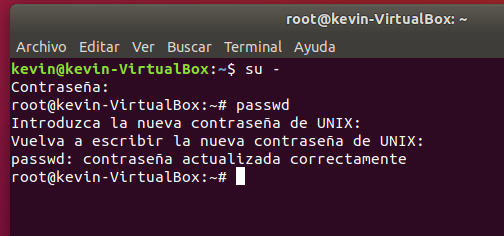 root@kevin-VirtualBox: ~
Archivo Editar Ver Buscar Terminal Ayuda
kevin@kevin-VirtualBox:~$ su -
Contraseña:
root@kevin-VirtualBox:~# passwd
Introduzca la nueva contraseña de UNIX:
Vuelva a escribir la nueva contraseña de UNIX:
passwd: contraseña actualizada correctamente
root@kevin-VirtualBox:~#